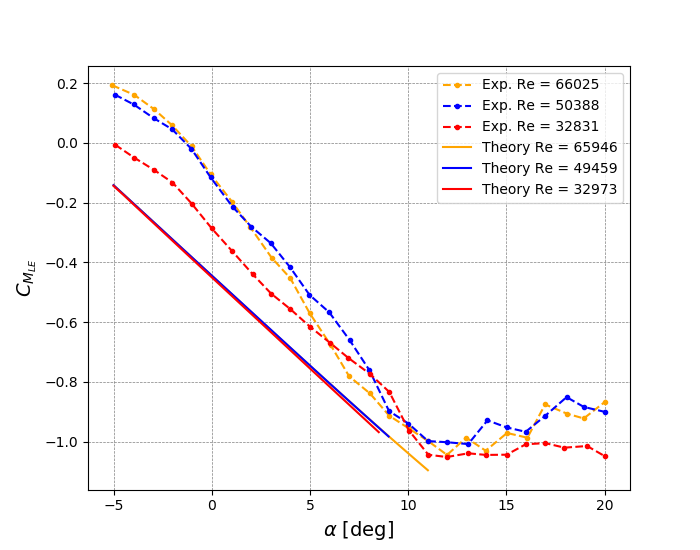 0.2
0.0
−0.2
−0.4
−0.6
−0.8
−1.0
C_{M_{LE}}
Exp. Re = 66025
Exp. Re = 50388
Exp. Re = 32831
Theory Re = 65946
Theory Re = 49459
Theory Re = 32973
−5 0 5 10 15 20
α [deg]